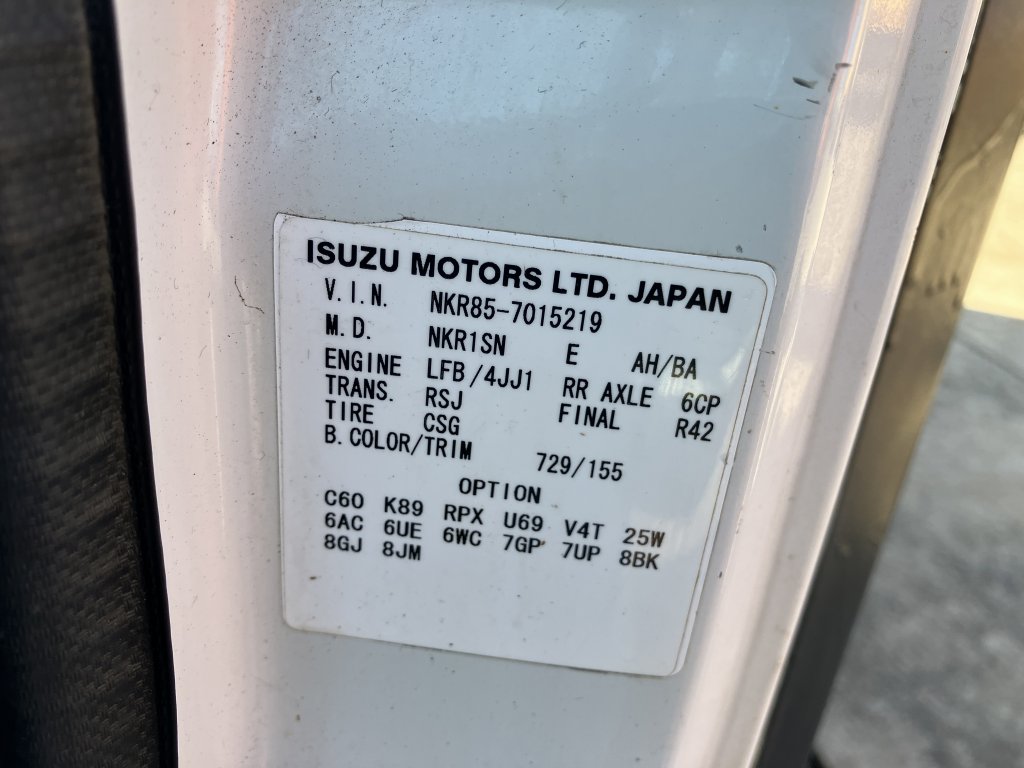 ISUZU MOTORS LTD. JAPAN
V.I.N. NKR85-7015219
M.D. NKR1SN E AH/BA
ENGINE LFB/4JJ1 RR AXLE 6CP
TRANS. RSJ FINAL R42
TIRE CSG
B.COLOR/TRIM 729/155
OPTION
C60 K89 RPX U69 V4T 25W
6AC 6UE 6WC 7GP 7UP 8BK
8GJ 8JM